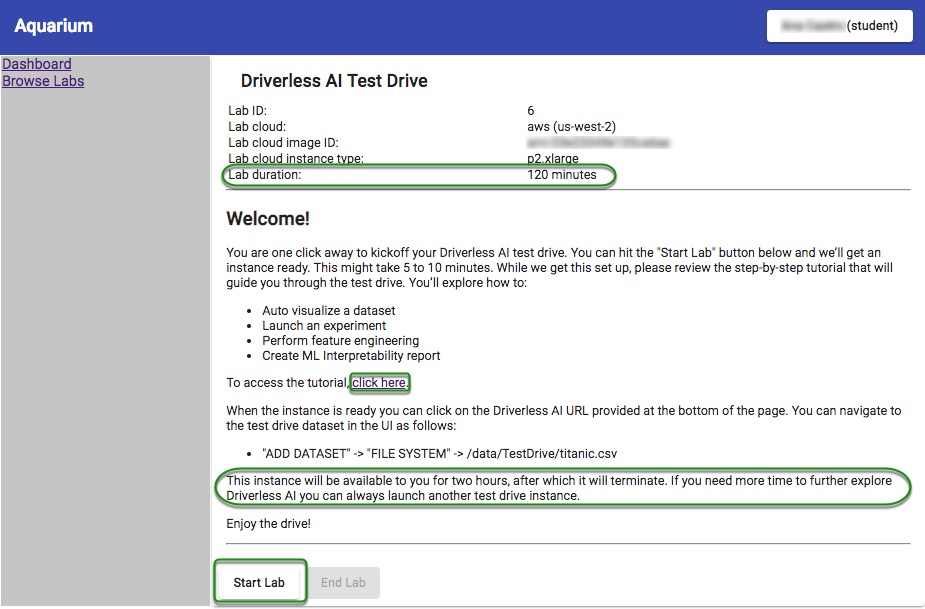 Aquarium
(student)
Dashboard
Browse Labs
Driverless AI Test Drive
Lab ID: 6
Lab cloud: aws (us-west-2)
Lab cloud image ID:
Lab cloud instance type: p2.xlarge
Lab duration: 120 minutes
Welcome!
You are one click away to kickoff your Driverless AI test drive. You can hit the "Start Lab" button below and we'll get an
instance ready. This might take 5 to 10 minutes. While we get this set up, please review the step-by-step tutorial that will
guide you through the test drive. You'll explore how to:
• Auto visualize a dataset
• Launch an experiment
• Perform feature engineering
• Create ML Interpretability report
To access the tutorial, click here.
When the instance is ready you can click on the Driverless AI URL provided at the bottom of the page. You can navigate to
the test drive dataset in the UI as follows:
• "ADD DATASET" -> "FILE SYSTEM" -> /data/TestDrive/titanic.csv
This instance will be available to you for two hours, after which it will terminate. If you need more time to further explore
Driverless AI you can always launch another test drive instance.
Enjoy the drive!
Start Lab End Lab